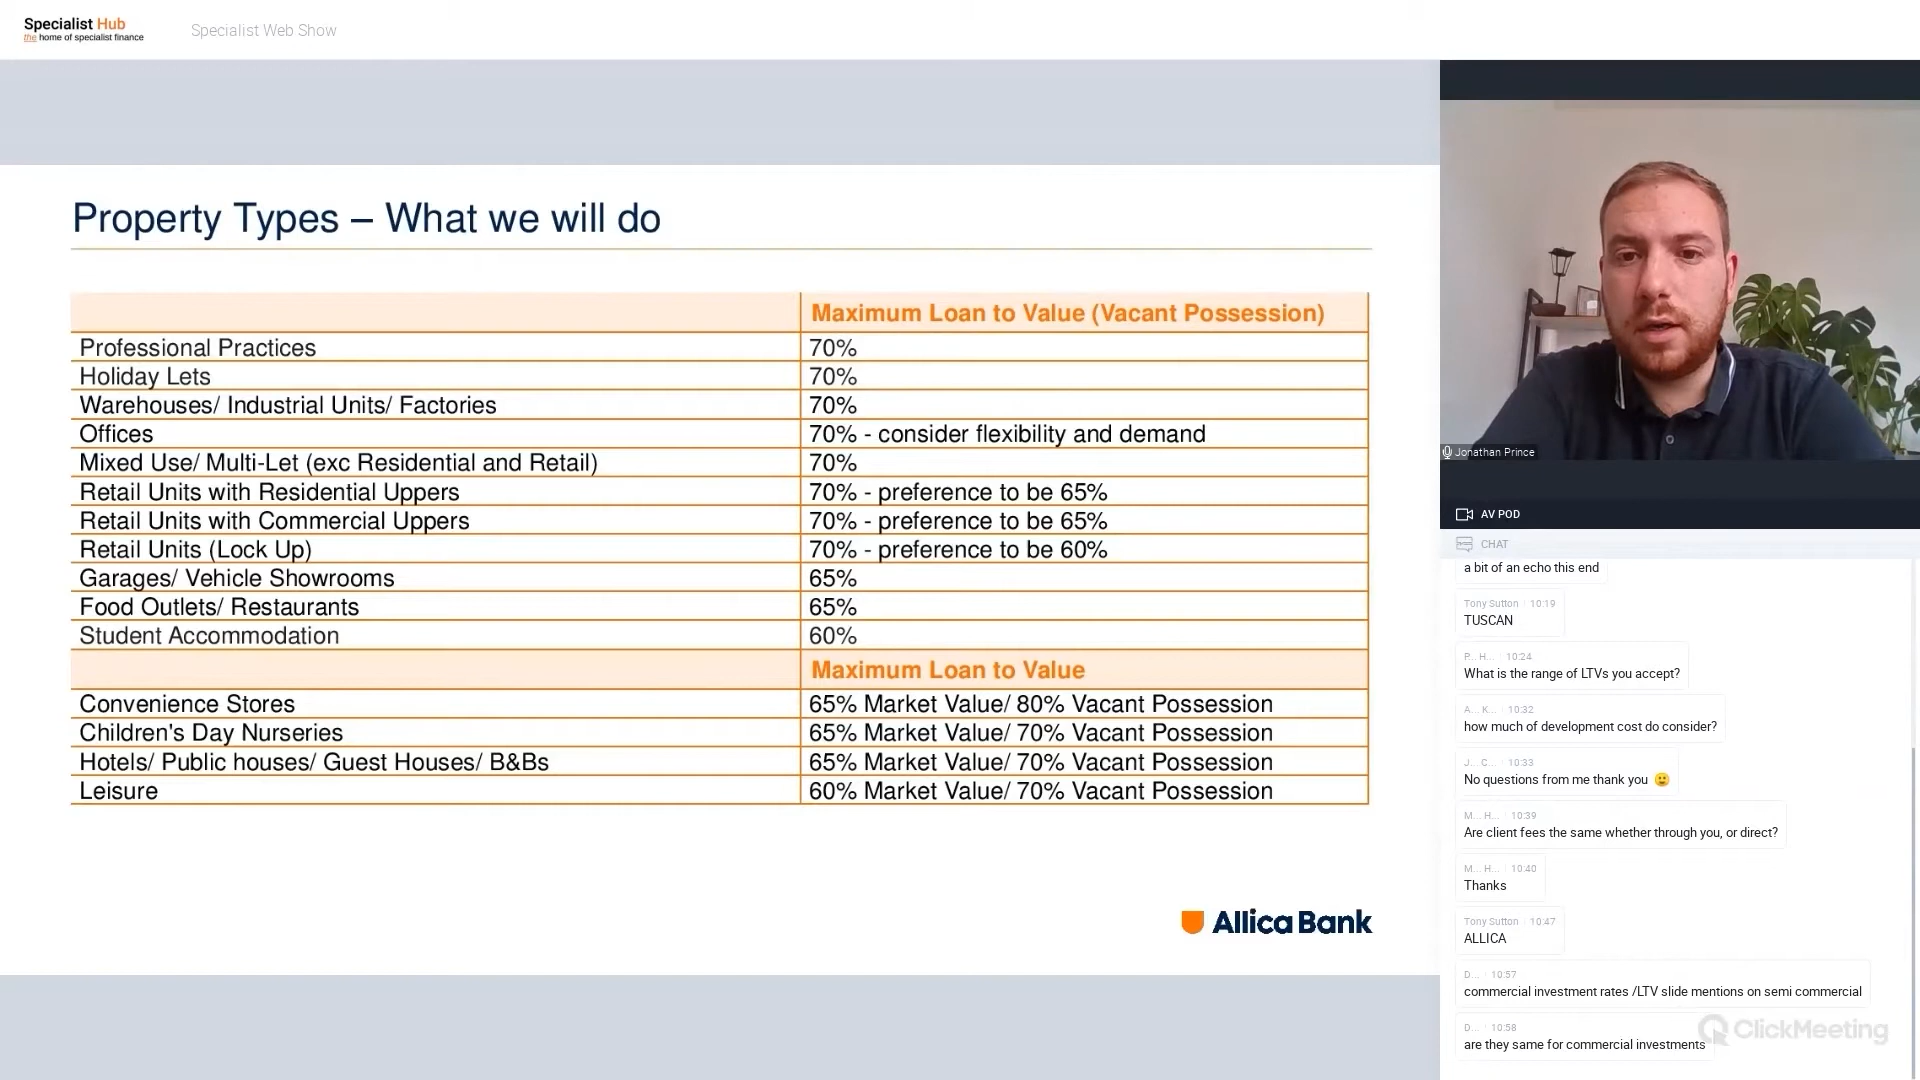 Specialist Hub
the home of specialist finance
Specialist Web Show
Property Types – What we will do
Maximum Loan to Value (Vacant Possession)
Professional Practices 70%
Holiday Lets 70%
Warehouses/ Industrial Units/ Factories 70%
Offices 70% - consider flexibility and demand
Mixed Use/ Multi-Let (exc Residential and Retail) 70%
Retail Units with Residential Uppers 70% - preference to be 65%
Retail Units with Commercial Uppers 70% - preference to be 65%
Retail Units (Lock Up) 70% - preference to be 60%
Garages/ Vehicle Showrooms 65%
Food Outlets/ Restaurants 65%
Student Accommodation 60%
Maximum Loan to Value
Convenience Stores 65% Market Value/ 80% Vacant Possession
Children's Day Nurseries 65% Market Value/ 70% Vacant Possession
Hotels/ Public houses/ Guest Houses/ B&Bs 65% Market Value/ 70% Vacant Possession
Leisure 60% Market Value/ 70% Vacant Possession
Allica Bank
Jonathan Prince
AV POD
CHAT
a bit of an echo this end
Tony Sutton 10:19
TUSCAN
P... H... 10:24
What is the range of LTVs you accept?
A... K... 10:32
how much of development cost do consider?
J... C... 10:33
No questions from me thank you 🙂
M... H... 10:39
Are client fees the same whether through you, or direct?
M... H... 10:40
Thanks
Tony Sutton 10:47
ALLICA
D... 10:57
commercial investment rates /LTV slide mentions on semi commercial
D... 10:58
are they same for commercial investments
ClickMeeting